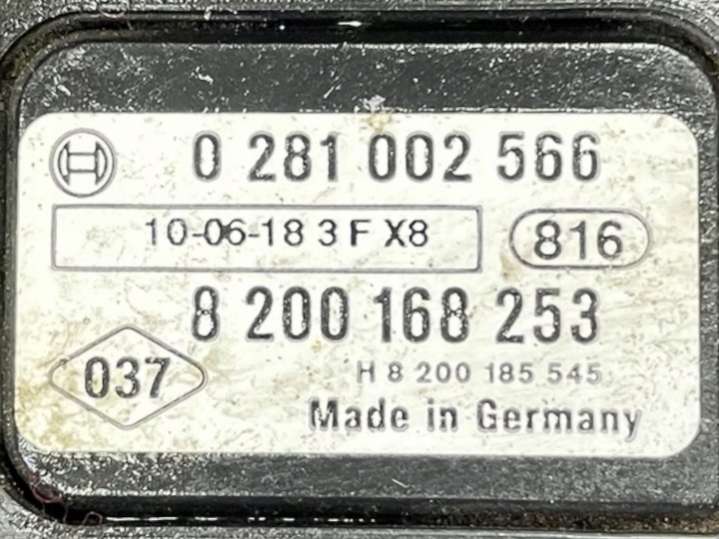 0 281 002 566
10-06-18 3 F X8 816
8 200 168 253
037 H 8 200 185 545
Made in Germany